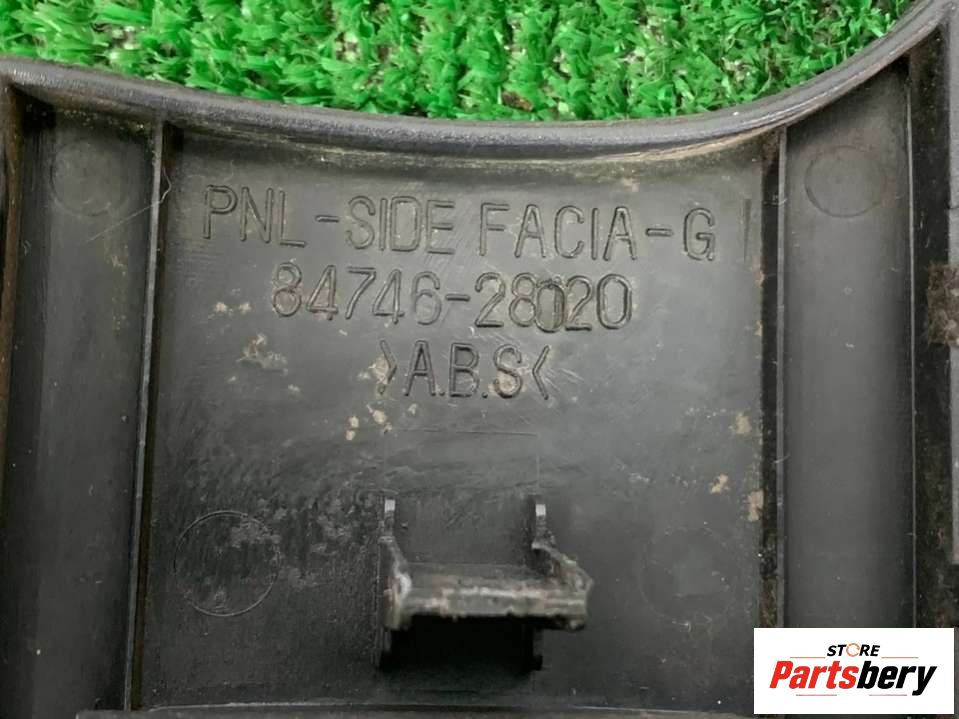 PNL-SIDE FACIA-G
84746-28020
>A.B.S<
STORE
Partsbery